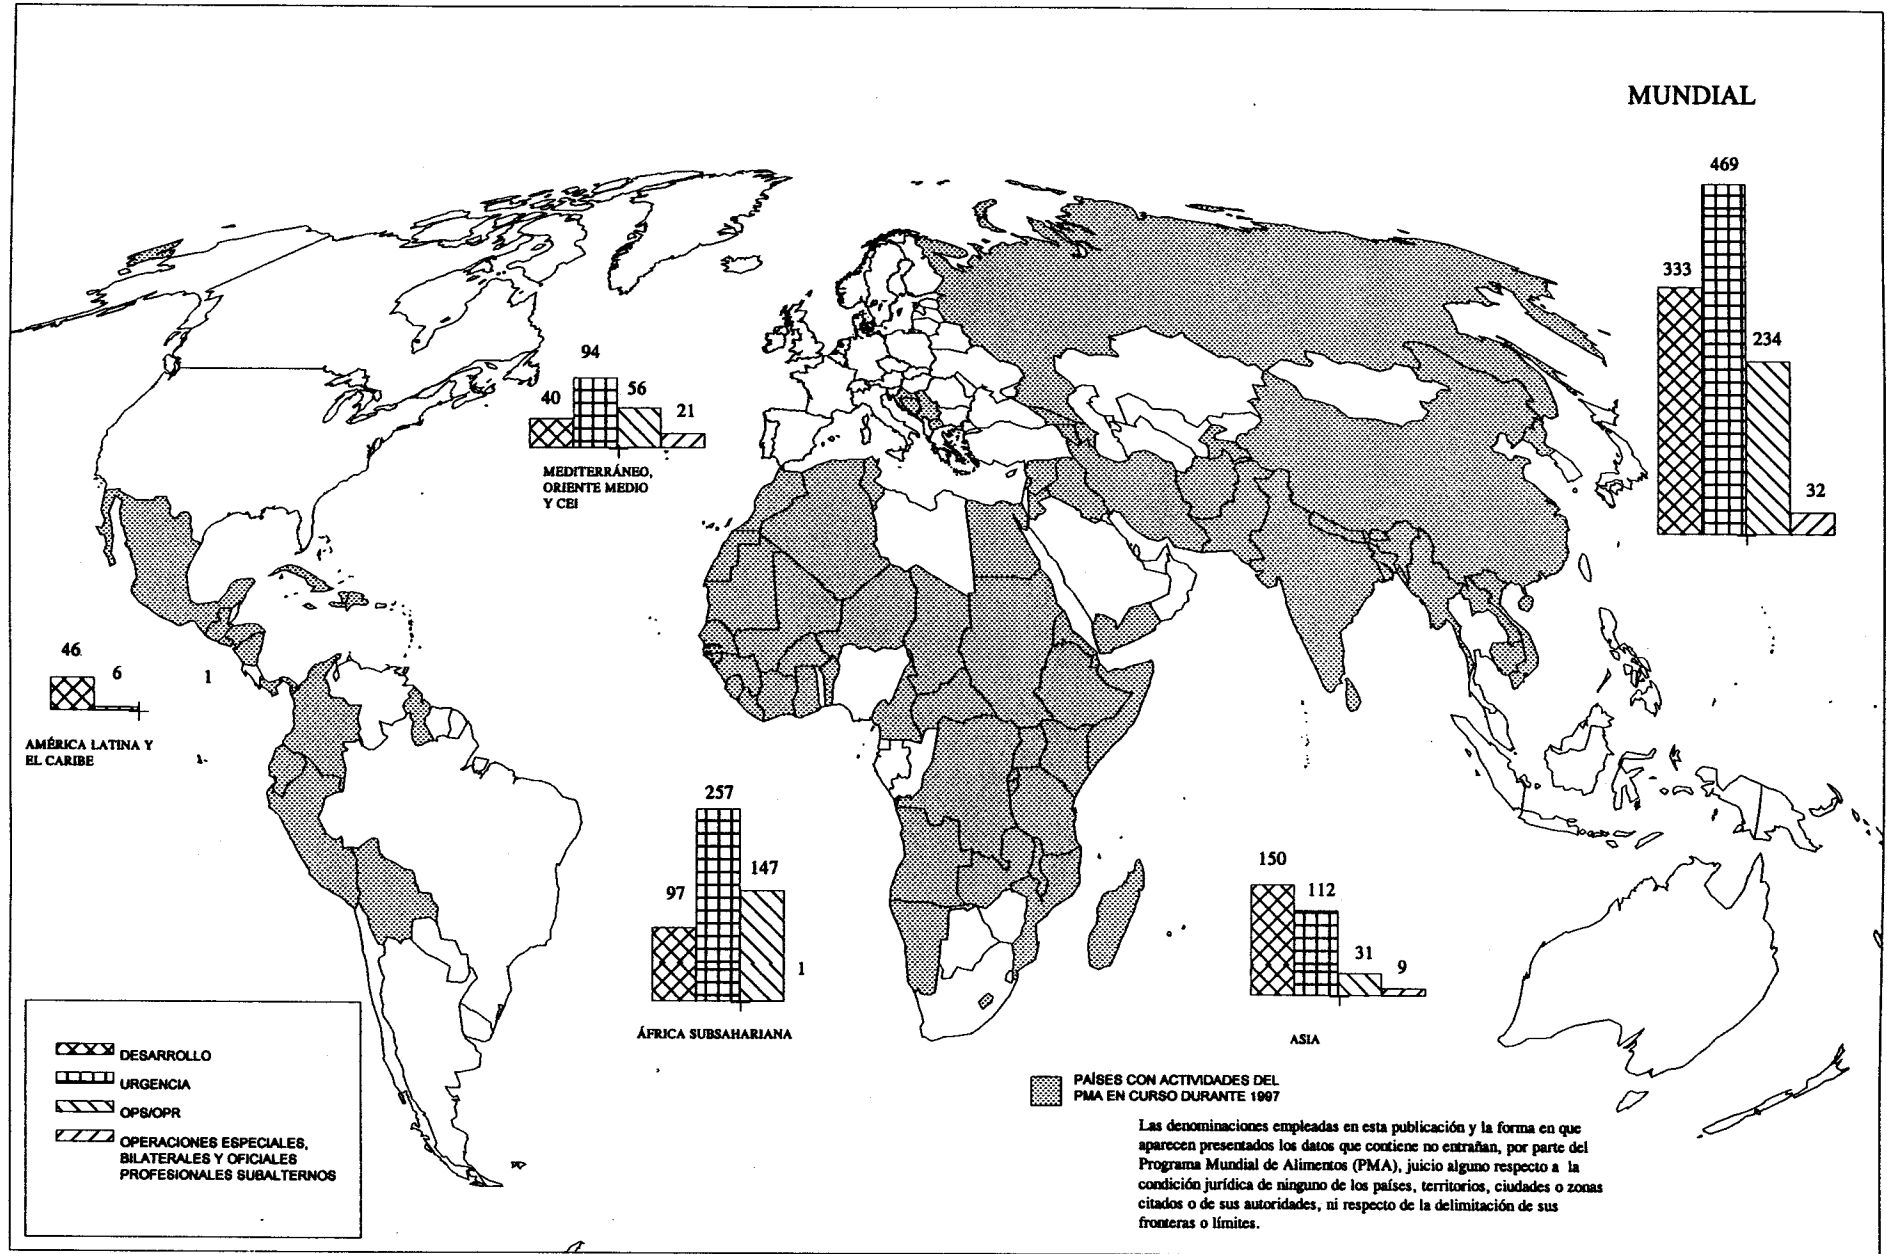 MUNDIAL
469
333
234
32
94
40
56
21
MEDITERRÁNEO,
ORIENTE MEDIO
Y CEI
46
6
1
AMÉRICA LATINA Y
EL CARIBE
257
147
97
1
ÁFRICA SUBSAHARIANA
150
112
31
9
ASIA
DESARROLLO
URGENCIA
OPS/OPR
OPERACIONES ESPECIALES,
BILATERALES Y OFICIALES
PROFESIONALES SUBALTERNOS
PAÍSES CON ACTIVIDADES DEL
PMA EN CURSO DURANTE 1997
Las denominaciones empleadas en esta publicación y la forma en que
aparecen presentados los datos que contiene no entrañan, por parte del
Programa Mundial de Alimentos (PMA), juicio alguno respecto a la
condición jurídica de ninguno de los países, territorios, ciudades o zonas
citados o de sus autoridades, ni respecto de la delimitación de sus
fronteras o límites.